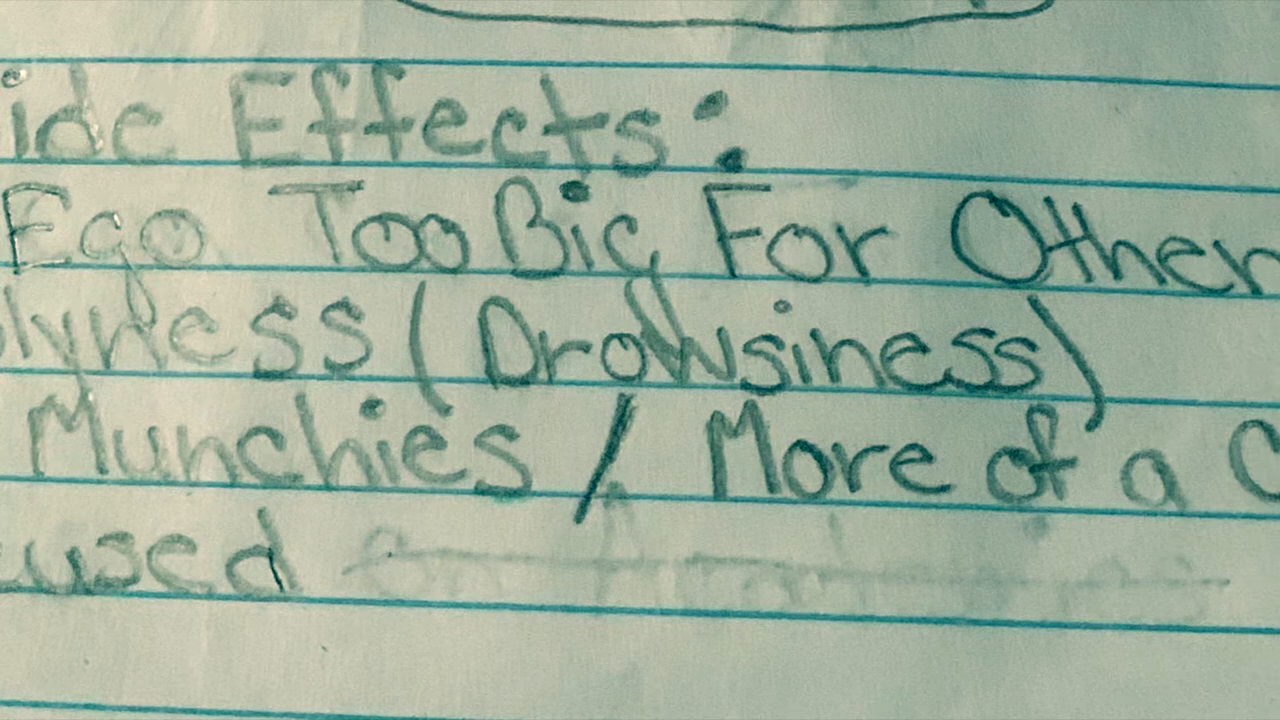 ide Effects:
Ego Too Big For Other
lyness (Drowsiness)
Munchies / More of a C
used